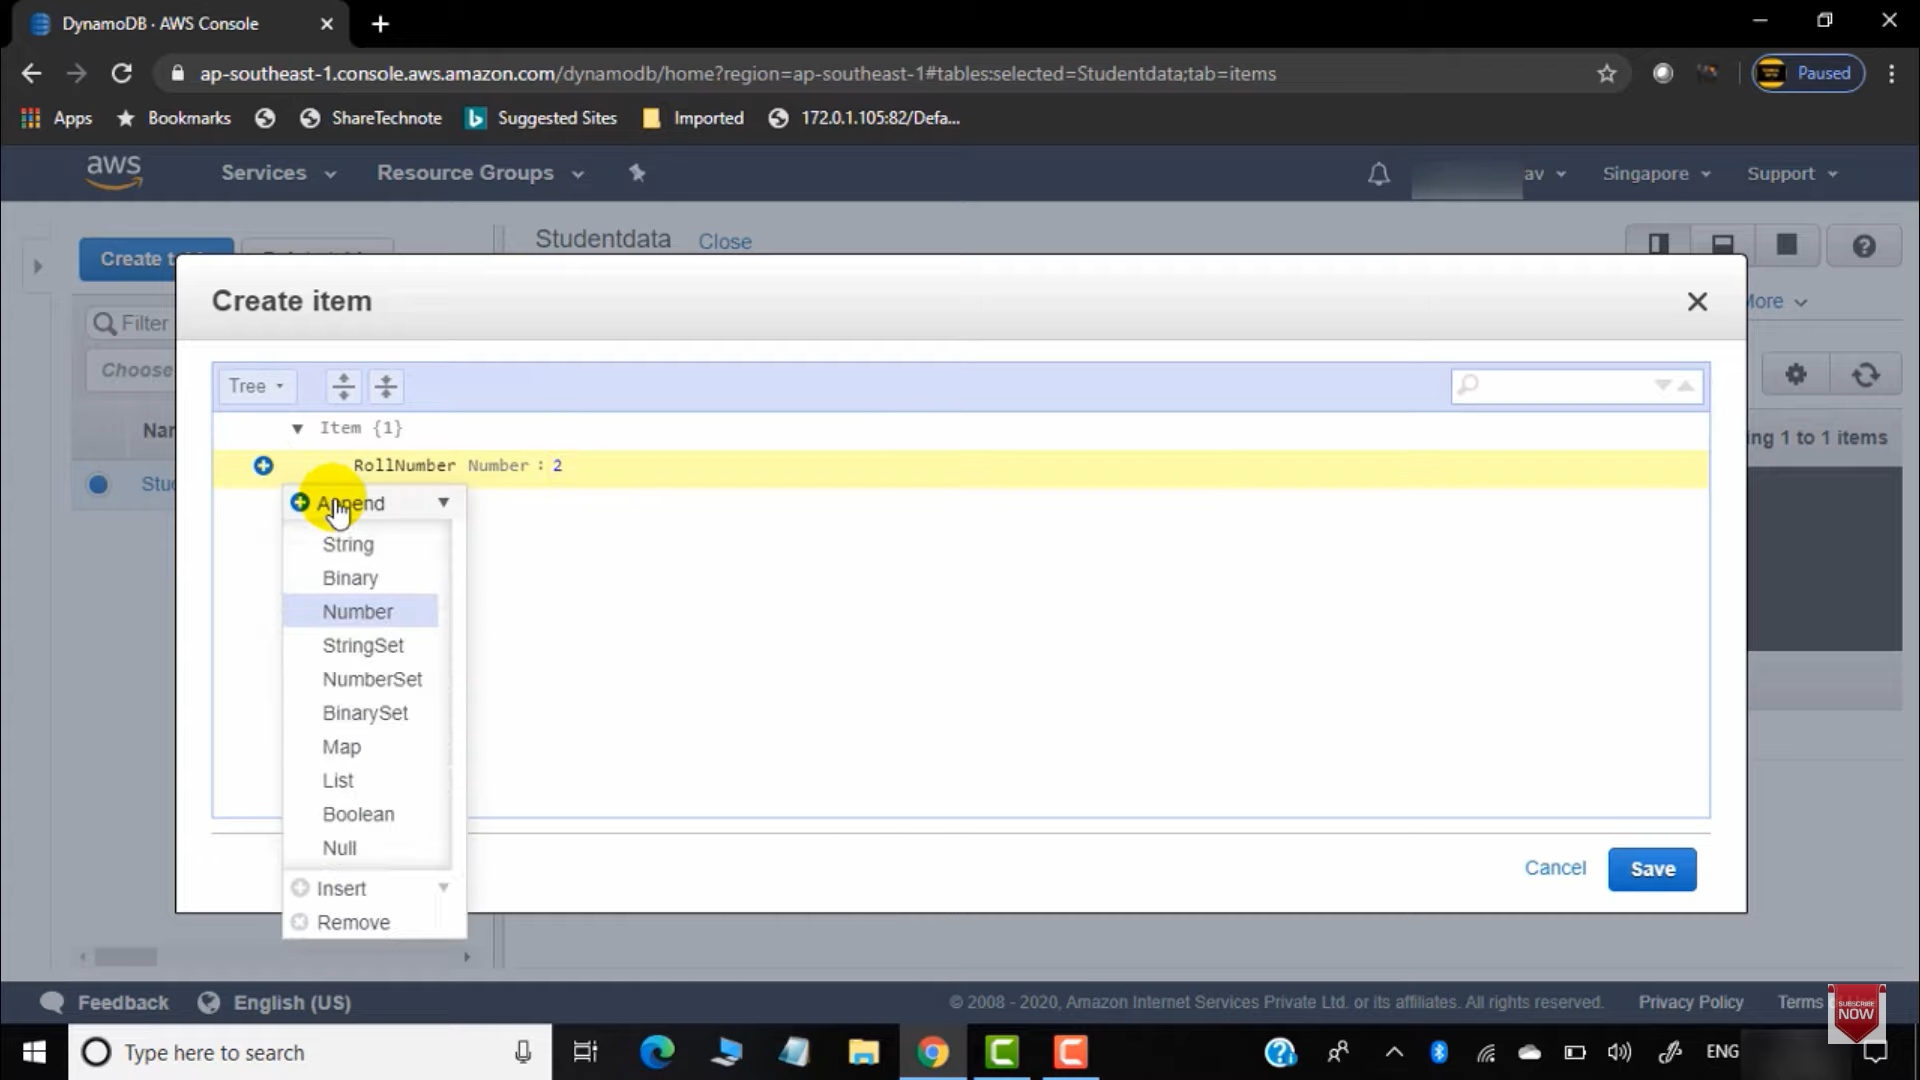 DynamoDB · AWS Console
ap-southeast-1.console.aws.amazon.com/dynamodb/home?region=ap-southeast-1#tables:selected=Studentdata;tab=items
Paused
Apps Bookmarks ShareTechnote Suggested Sites Imported 172.0.1.105:82/Defa...
aws Services Resource Groups av Singapore Support
Studentdata Close
Create t
Create item
More
Filter
Choose
Tree
Nar
ing 1 to 1 items
Item {1}
RollNumber Number : 2
Stu
Append
String
Binary
Number
StringSet
NumberSet
BinarySet
Map
List
Boolean
Null
Cancel Save
Insert
Remove
Feedback English (US) © 2008 - 2020, Amazon Internet Services Private Ltd. or its affiliates. All rights reserved. Privacy Policy Terms
SUBSCRIBE
NOW
Type here to search
ENG